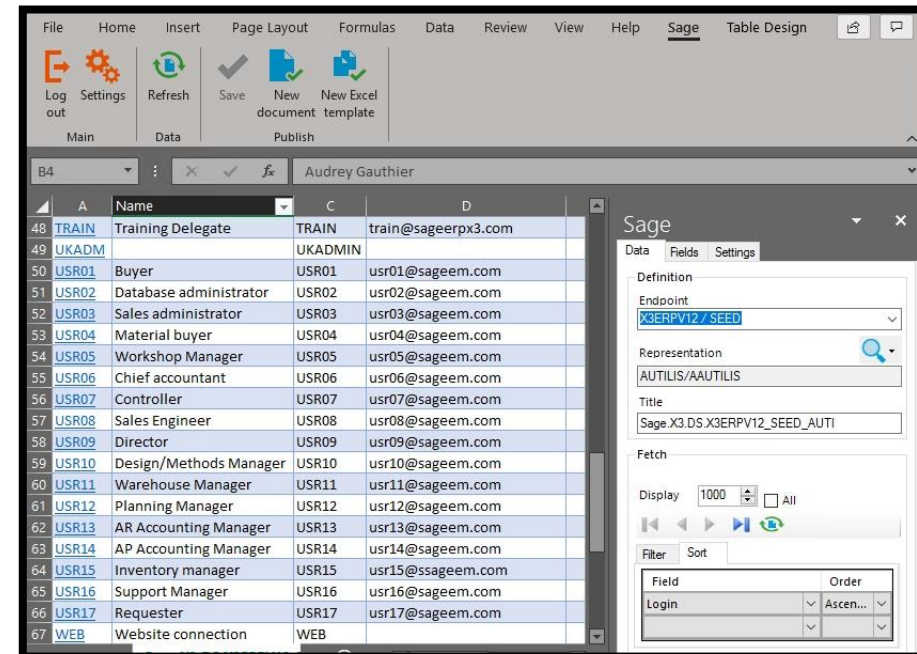 File Home Insert Page Layout Formulas Data Review View Help Sage Table Design
Log out Settings Refresh Save New document New Excel template
Main Data Publish
B4 fx Audrey Gauthier
A Name C D
48 TRAIN Training Delegate TRAIN train@sageerpx3.com
49 UKADM UKADMIN
50 USR01 Buyer USR01 usr01@sageem.com
51 USR02 Database administrator USR02 usr02@sageem.com
52 USR03 Sales administrator USR03 usr03@sageem.com
53 USR04 Material buyer USR04 usr04@sageem.com
54 USR05 Workshop Manager USR05 usr05@sageem.com
55 USR06 Chief accountant USR06 usr06@sageem.com
56 USR07 Controller USR07 usr07@sageem.com
57 USR08 Sales Engineer USR08 usr08@sageem.com
58 USR09 Director USR09 usr09@sageem.com
59 USR10 Design/Methods Manager USR10 usr10@sageem.com
60 USR11 Warehouse Manager USR11 usr11@sageem.com
61 USR12 Planning Manager USR12 usr12@sageem.com
62 USR13 AR Accounting Manager USR13 usr13@sageem.com
63 USR14 AP Accounting Manager USR14 usr14@sageem.com
64 USR15 Inventory manager USR15 usr15@ssageem.com
65 USR16 Support Manager USR16 usr16@sageem.com
66 USR17 Requester USR17 usr17@sageem.com
67 WEB Website connection WEB
Sage
Data Fields Settings
Definition
Endpoint
X3ERPV12 / SEED
Representation
AUTILIS/AAUTILIS
Title
Sage.X3.DS.X3ERPV12_SEED_AUTI
Fetch
Display 1000 All
Filter Sort
Field Order
Login Ascen...